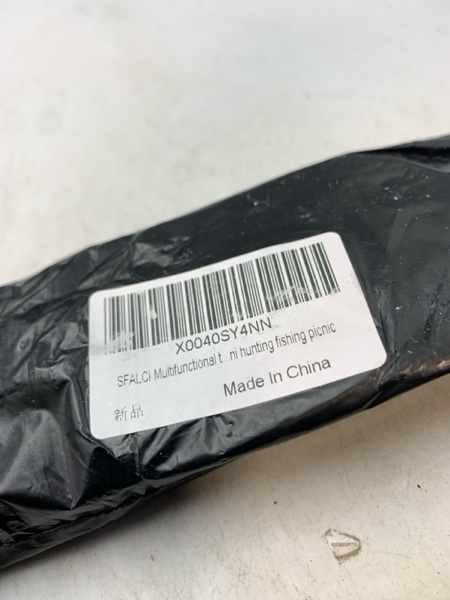 X0040SY4NN
SFALCI Multifunctional t...ni hunting fishing picnic
Made In China
新品